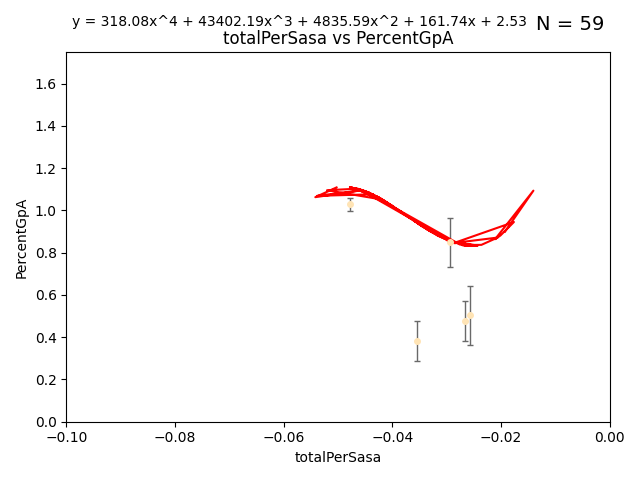 y = 318.08x^4 + 43402.19x^3 + 4835.59x^2 + 161.74x + 2.53 N = 59
totalPerSasa vs PercentGpA
1.6
1.4
1.2
1.0
0.8
0.6
0.4
0.2
0.0
PercentGpA
−0.10 −0.08 −0.06 −0.04 −0.02 0.00
totalPerSasa